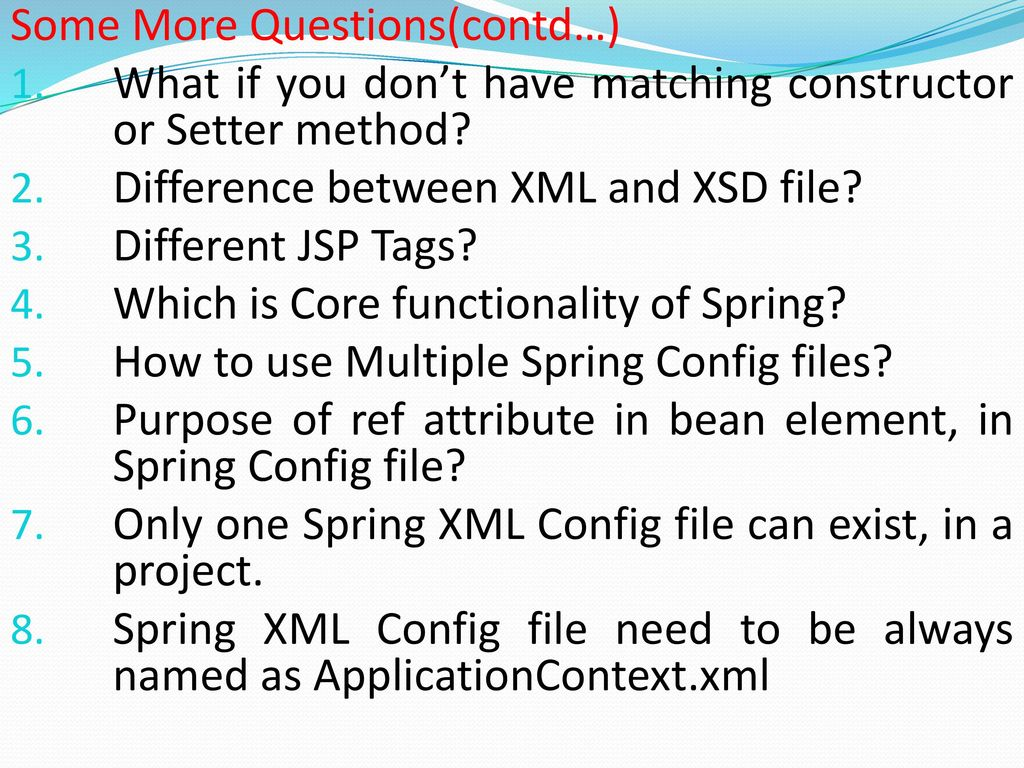 Some More Questions(contd…)
1. What if you don’t have matching constructor
or Setter method?
2. Difference between XML and XSD file?
3. Different JSP Tags?
4. Which is Core functionality of Spring?
5. How to use Multiple Spring Config files?
6. Purpose of ref attribute in bean element, in
Spring Config file?
7. Only one Spring XML Config file can exist, in a
project.
8. Spring XML Config file need to be always
named as ApplicationContext.xml